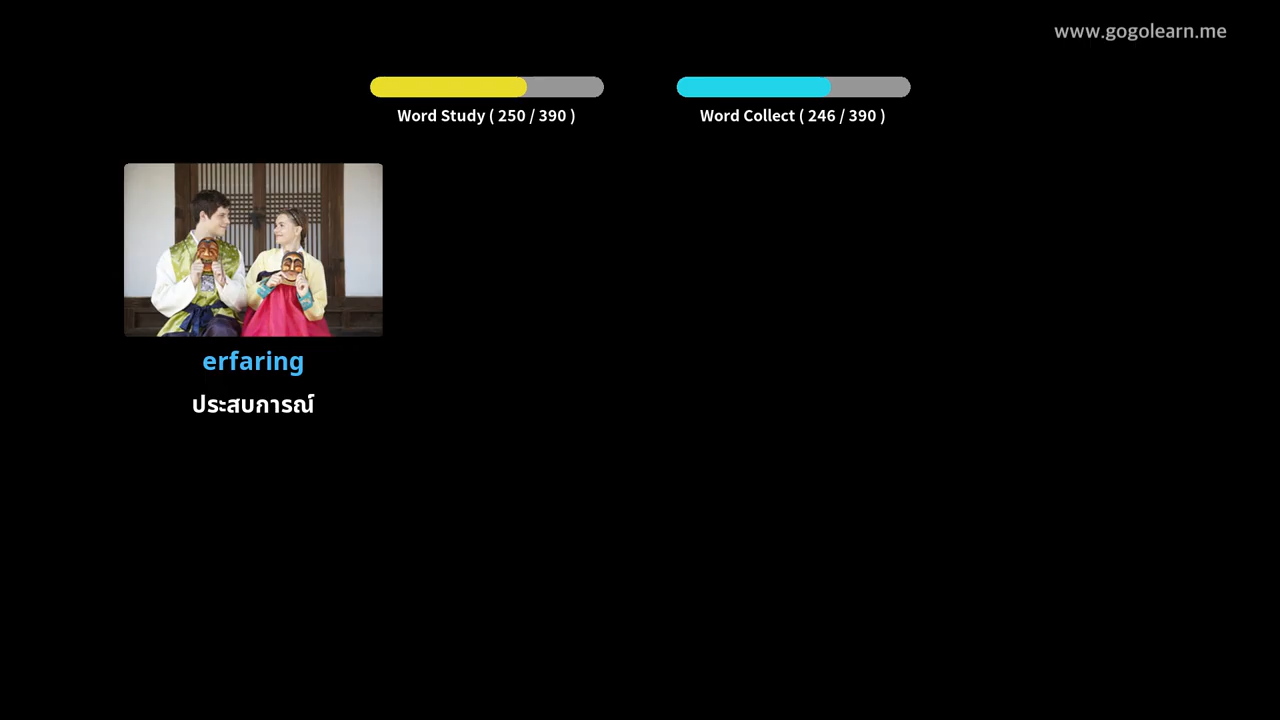 www.gogolearn.me
Word Study ( 250 / 390 )
Word Collect ( 246 / 390 )
erfaring
ประสบการณ์